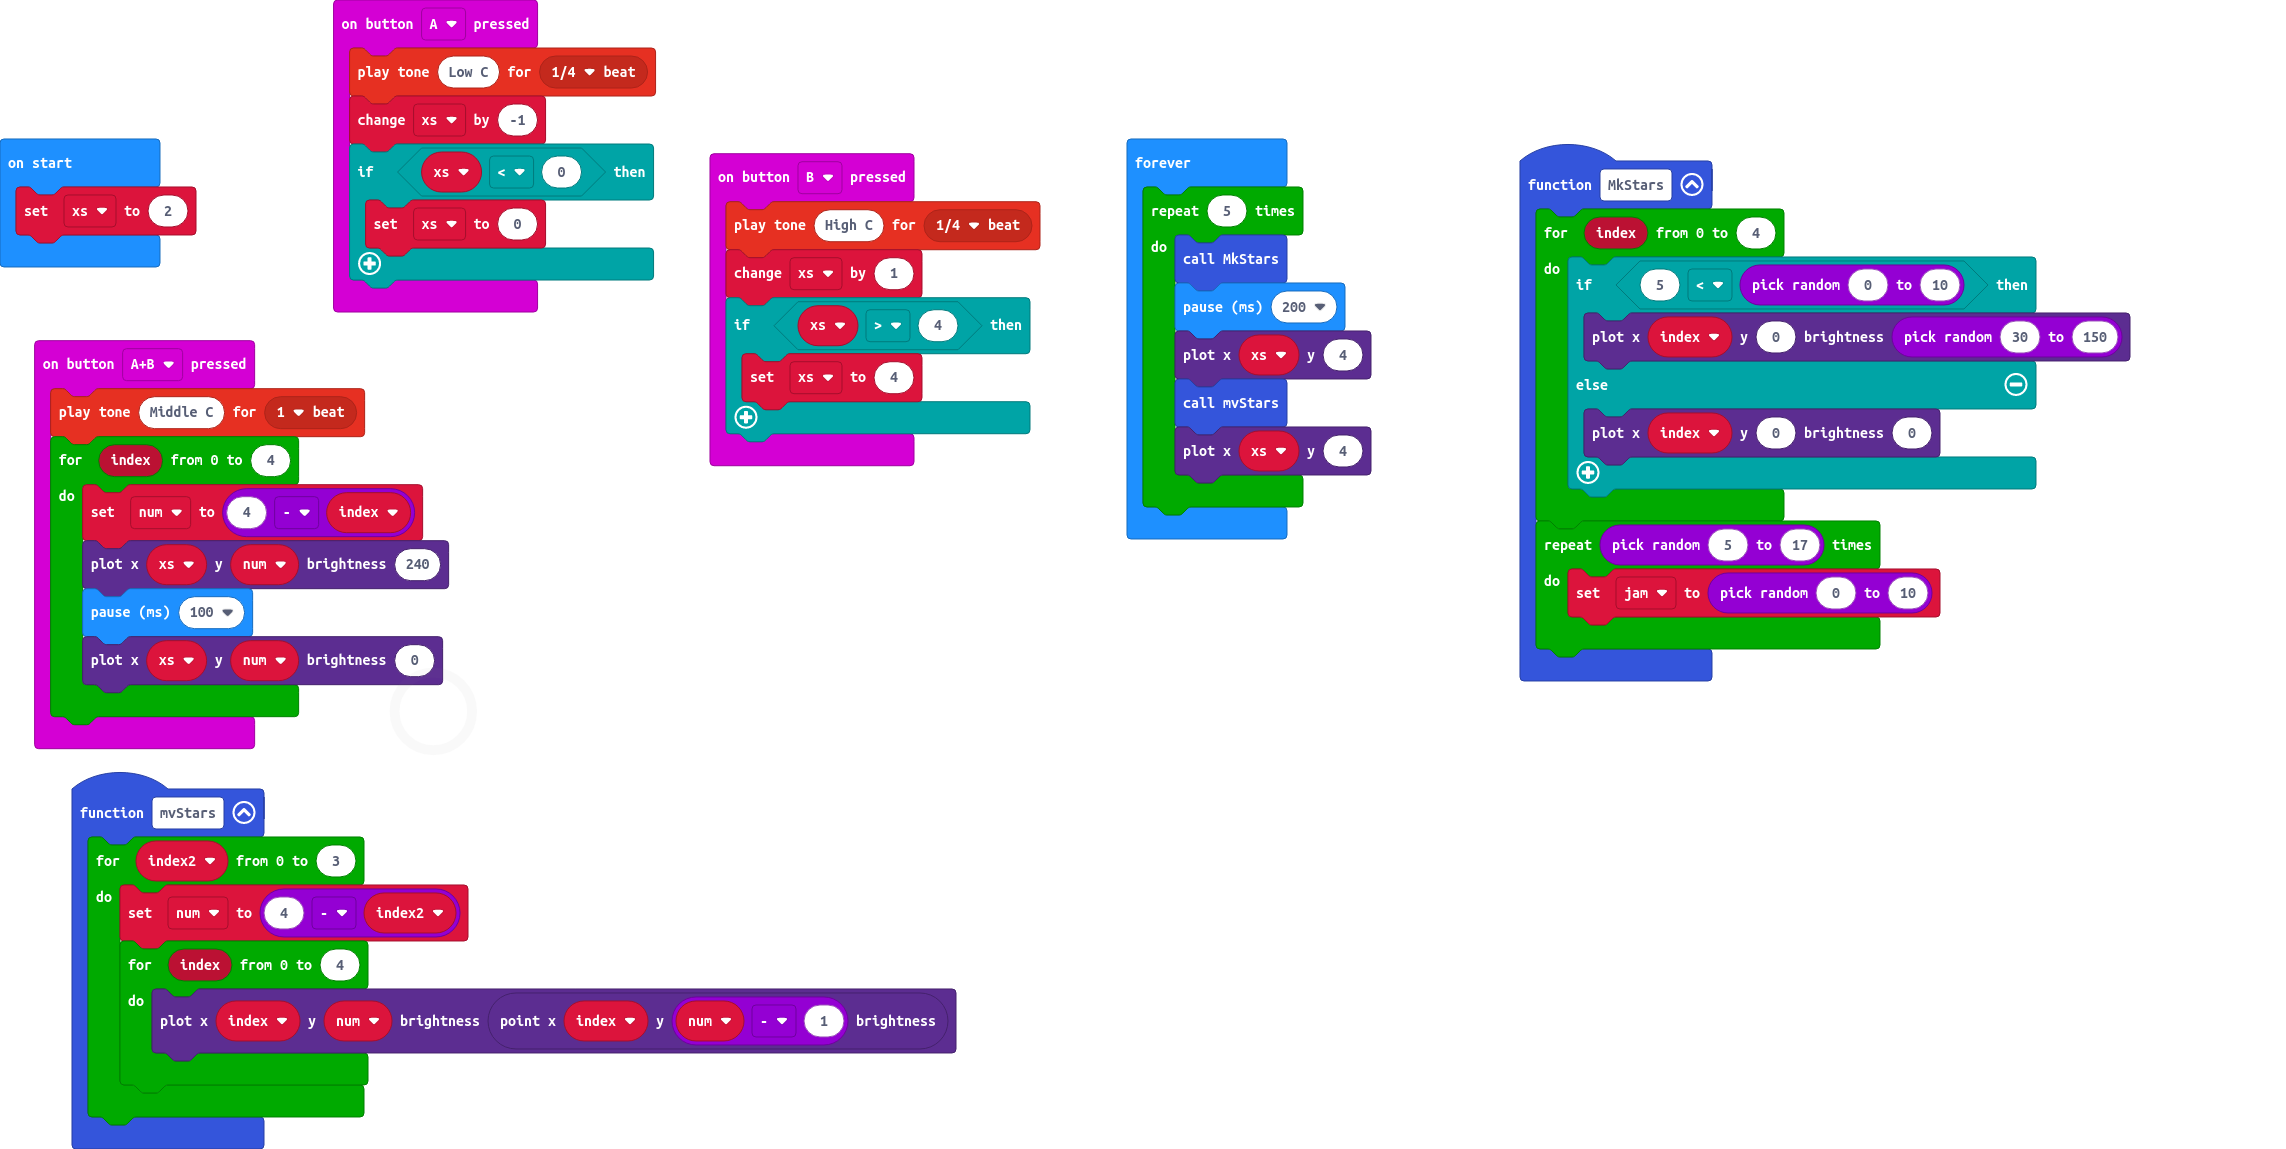 on start
set xs to 2
on button A pressed
play tone Low C for 1/4 beat
change xs by -1
if xs < 0 then
set xs to 0
on button B pressed
play tone High C for 1/4 beat
change xs by 1
if xs > 4 then
set xs to 4
forever
repeat 5 times
do
call MkStars
pause (ms) 200
plot x xs y 4
call mvStars
plot x xs y 4
function MkStars
for index from 0 to 4
do
if 5 < pick random 0 to 10 then
plot x index y 0 brightness pick random 30 to 150
else
plot x index y 0 brightness 0
repeat pick random 5 to 17 times
do
set jam to pick random 0 to 10
on button A+B pressed
play tone Middle C for 1 beat
for index from 0 to 4
do
set num to 4 - index
plot x xs y num brightness 240
pause (ms) 100
plot x xs y num brightness 0
function mvStars
for index2 from 0 to 3
do
set num to 4 - index2
for index from 0 to 4
do
plot x index y num brightness point x index y num - 1 brightness